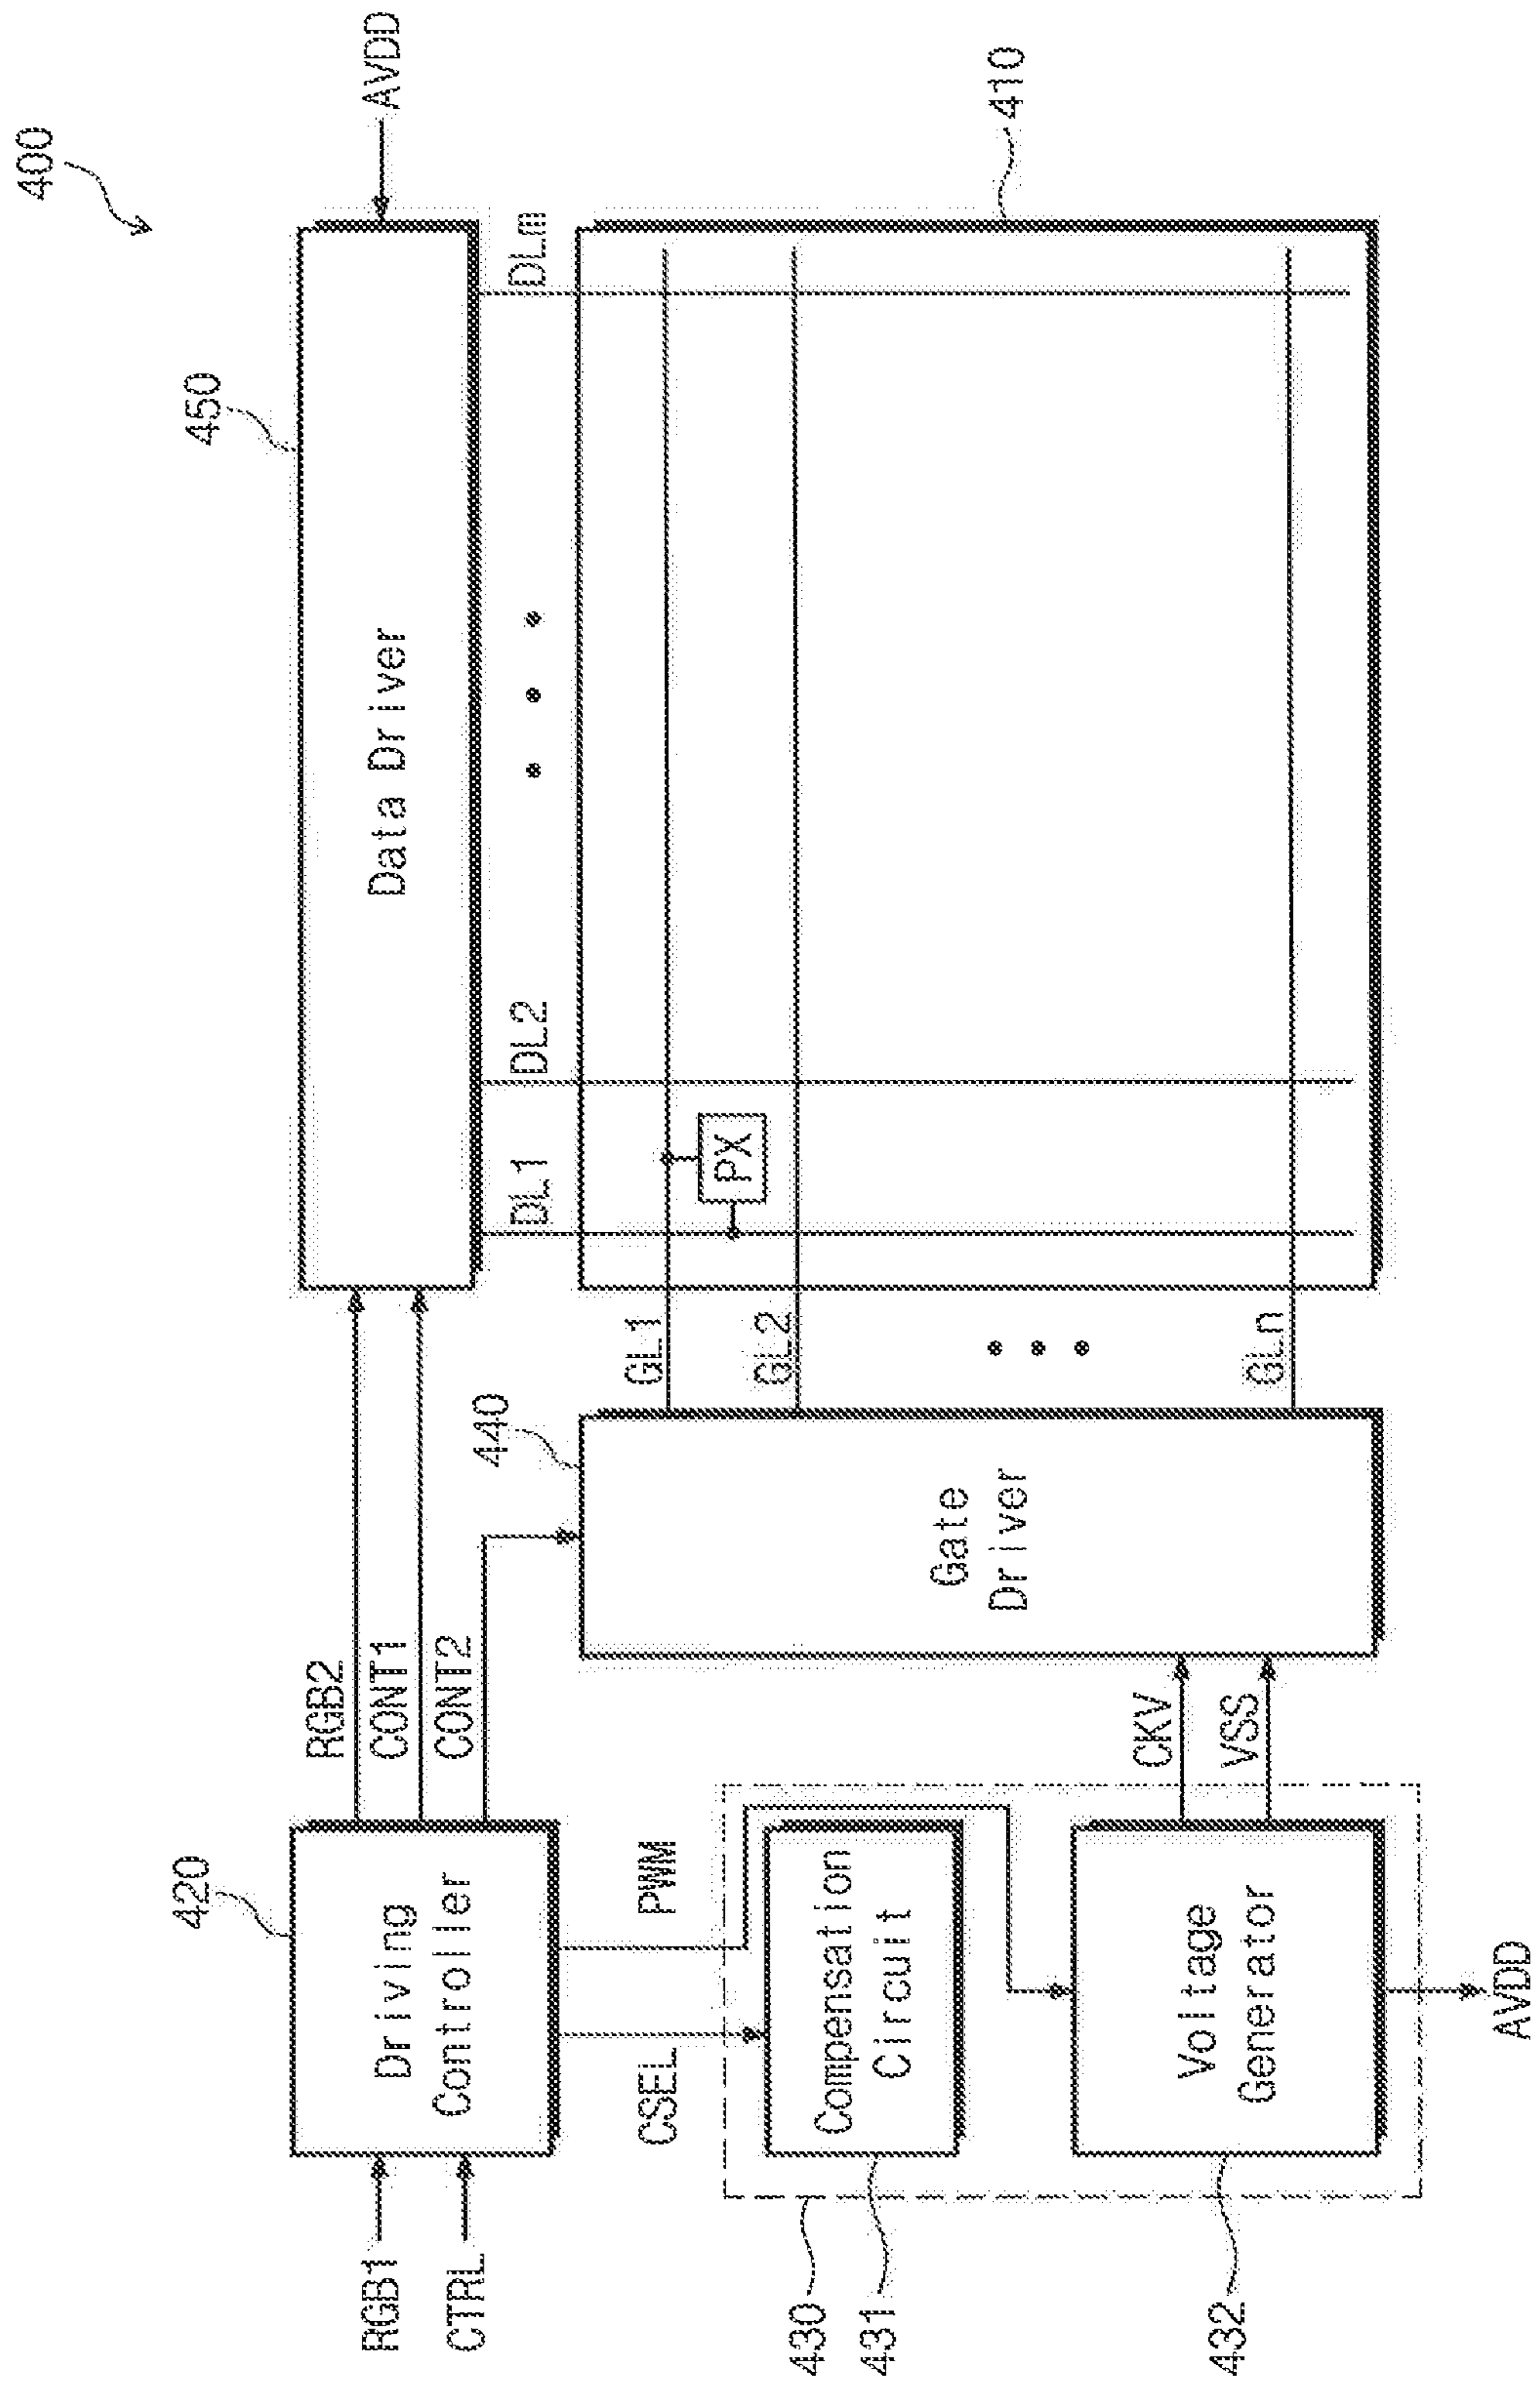 400
450
AVDD
420
RGB1
CTRL
Driving
Controller
RGB2
CONT1
CONT2
Data Driver
440
DL1
DL2
DLm
CSEL
PWM
GL1
GL2
GLn
PX
430
431
Compensation
Circuit
Gate
Driver
410
432
Voltage
Generator
CKV
VSS
AVDD